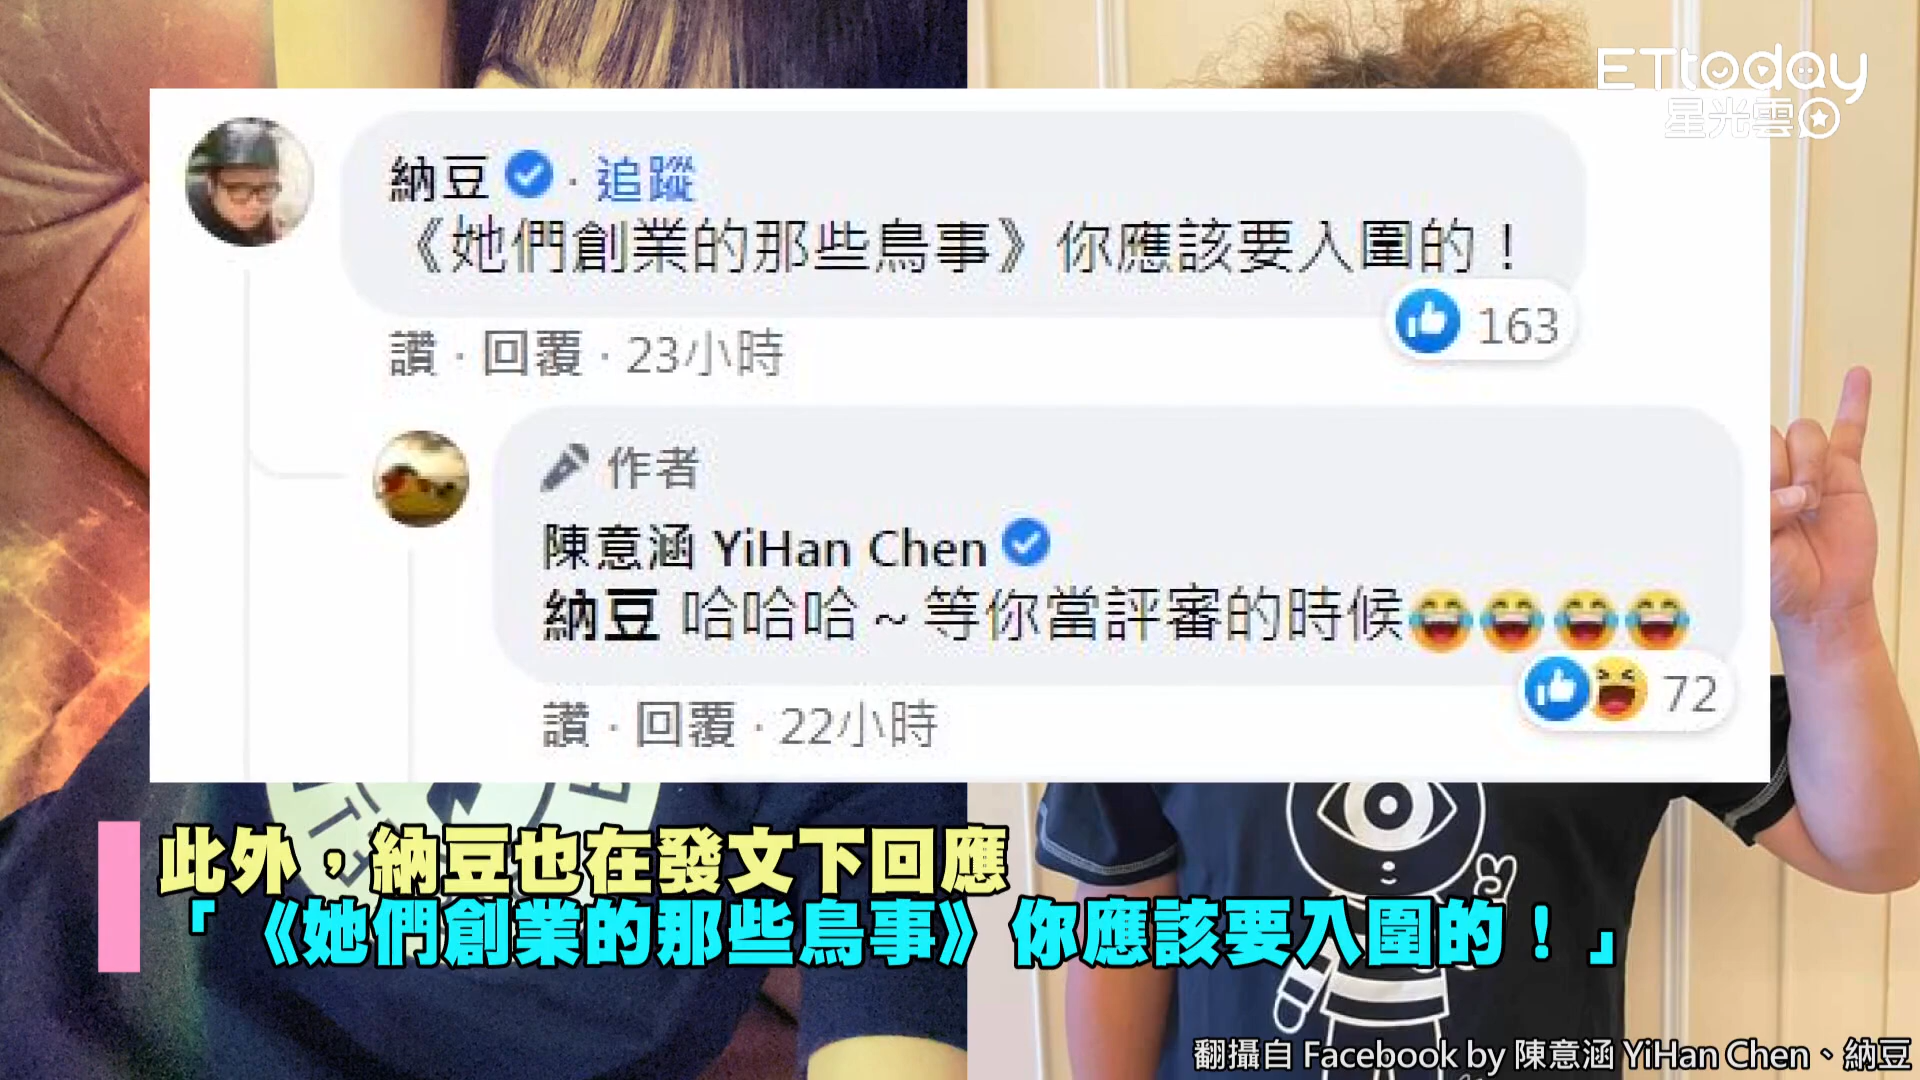 ETtoday
星光雲
納豆 · 追蹤
《她們創業的那些鳥事》你應該要入圍的！
163
讚 · 回覆 · 23小時
作者
陳意涵 YiHan Chen
納豆 哈哈哈～等你當評審的時候😂😂😂😂
72
讚 · 回覆 · 22小時
此外，納豆也在發文下回應
「《她們創業的那些鳥事》你應該要入圍的！」
翻攝自 Facebook by 陳意涵 YiHan Chen、納豆